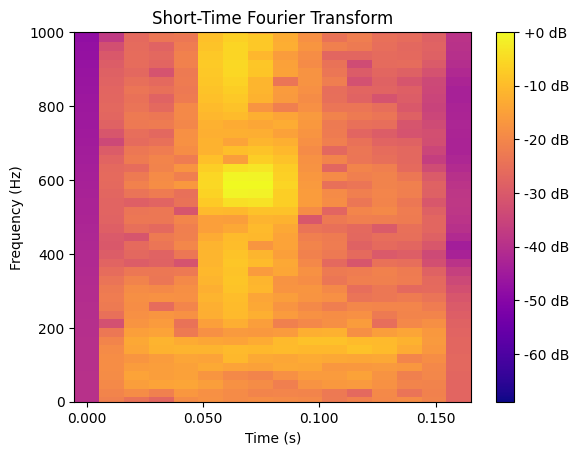 Short-Time Fourier Transform
1000
800
600
400
200
0
Frequency (Hz)
0.000
0.050
0.100
0.150
Time (s)
+0 dB
-10 dB
-20 dB
-30 dB
-40 dB
-50 dB
-60 dB